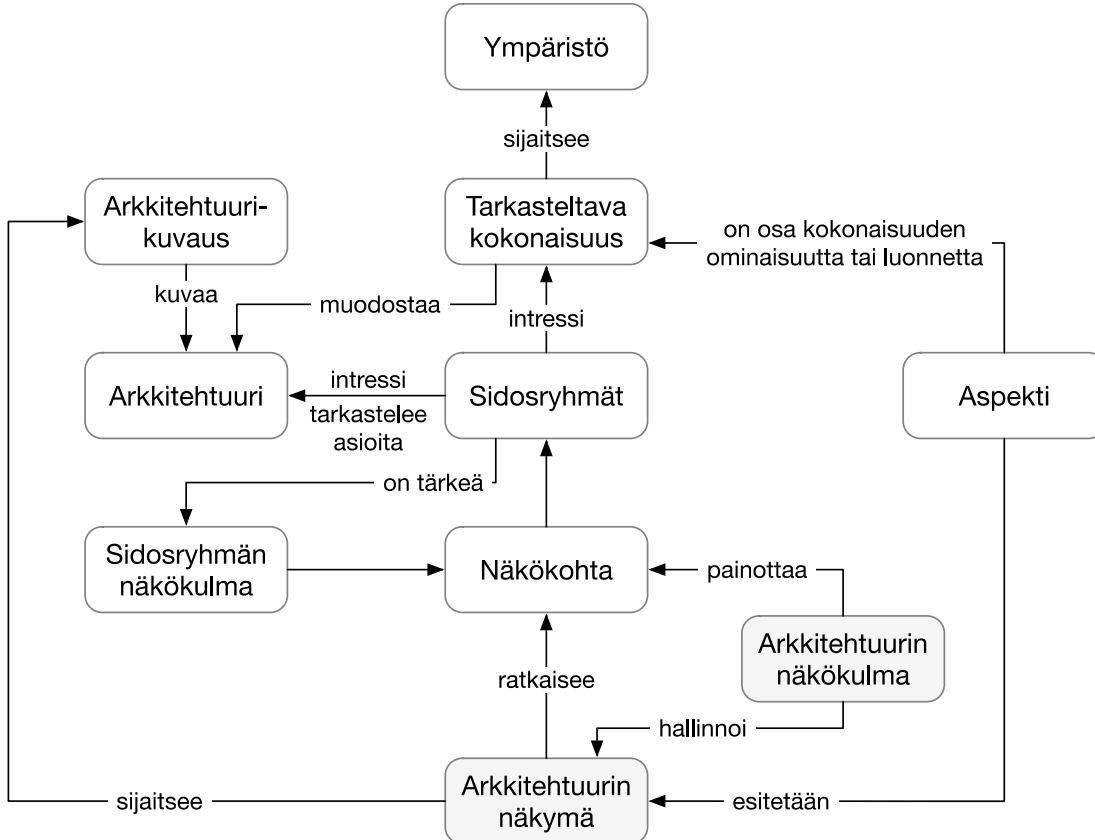 Ympäristö
sijaitsee
Arkkitehtuuri-
kuvaus
Tarkasteltava
kokonaisuus
on osa kokonaisuuden
ominaisuutta tai luonnetta
kuvaa
muodostaa
intressi
Arkkitehtuuri
intressi
tarkastelee
asioita
Sidosryhmät
Aspekti
on tärkeä
Sidosryhmän
näkökulma
Näkökohta
painottaa
Arkkitehtuurin
näkökulma
ratkaisee
hallinnoi
sijaitsee
Arkkitehtuurin
näkymä
esitetään